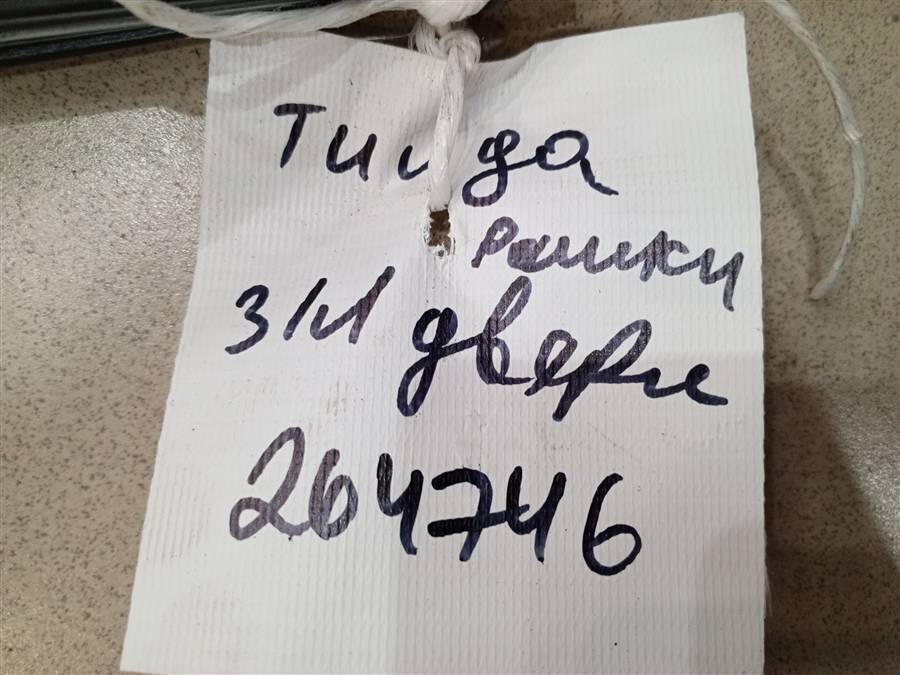 Тиида
рамки
З/Л двери
264746